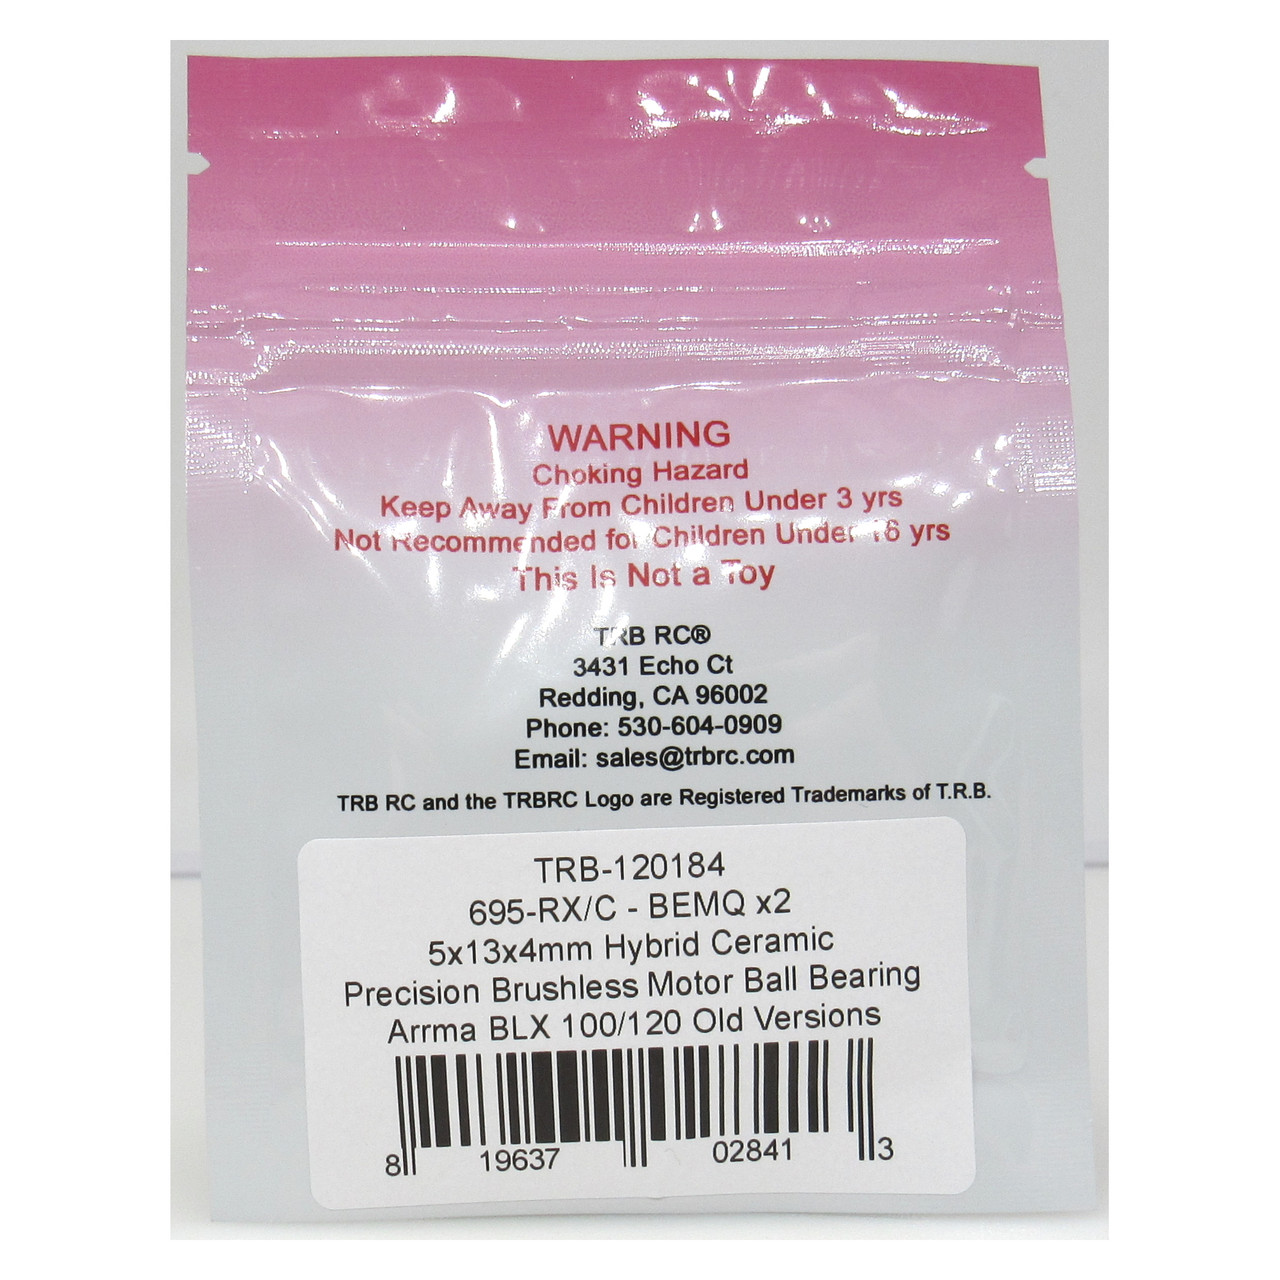 WARNING
Choking Hazard
Keep Away From Children Under 3 yrs
Not Recommended for Children Under 16 yrs
This Is Not a Toy
TRB RC®
3431 Echo Ct
Redding, CA 96002
Phone: 530-604-0909
Email: sales@trbrc.com
TRB RC and the TRBRC Logo are Registered Trademarks of T.R.B.
TRB-120184
695-RX/C - BEMQ x2
5x13x4mm Hybrid Ceramic
Precision Brushless Motor Ball Bearing
Arrma BLX 100/120 Old Versions
8 19637 02841 3